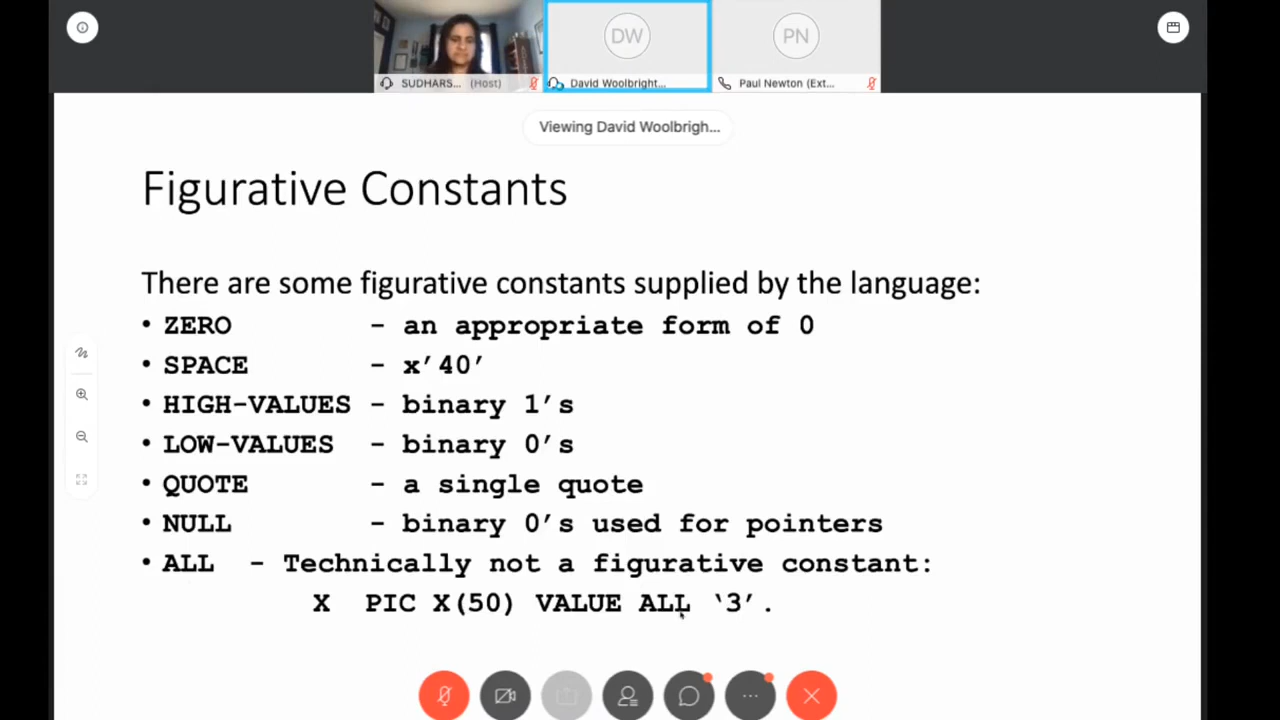 DW
PN
SUDHARS... (Host)
David Woolbright...
Paul Newton (Ext...
Viewing David Woolbrigh...
Figurative Constants
There are some figurative constants supplied by the language:
• ZERO - an appropriate form of 0
• SPACE - x’40’
• HIGH-VALUES - binary 1’s
• LOW-VALUES - binary 0’s
• QUOTE - a single quote
• NULL - binary 0’s used for pointers
• ALL - Technically not a figurative constant:
X PIC X(50) VALUE ALL ‘3’.